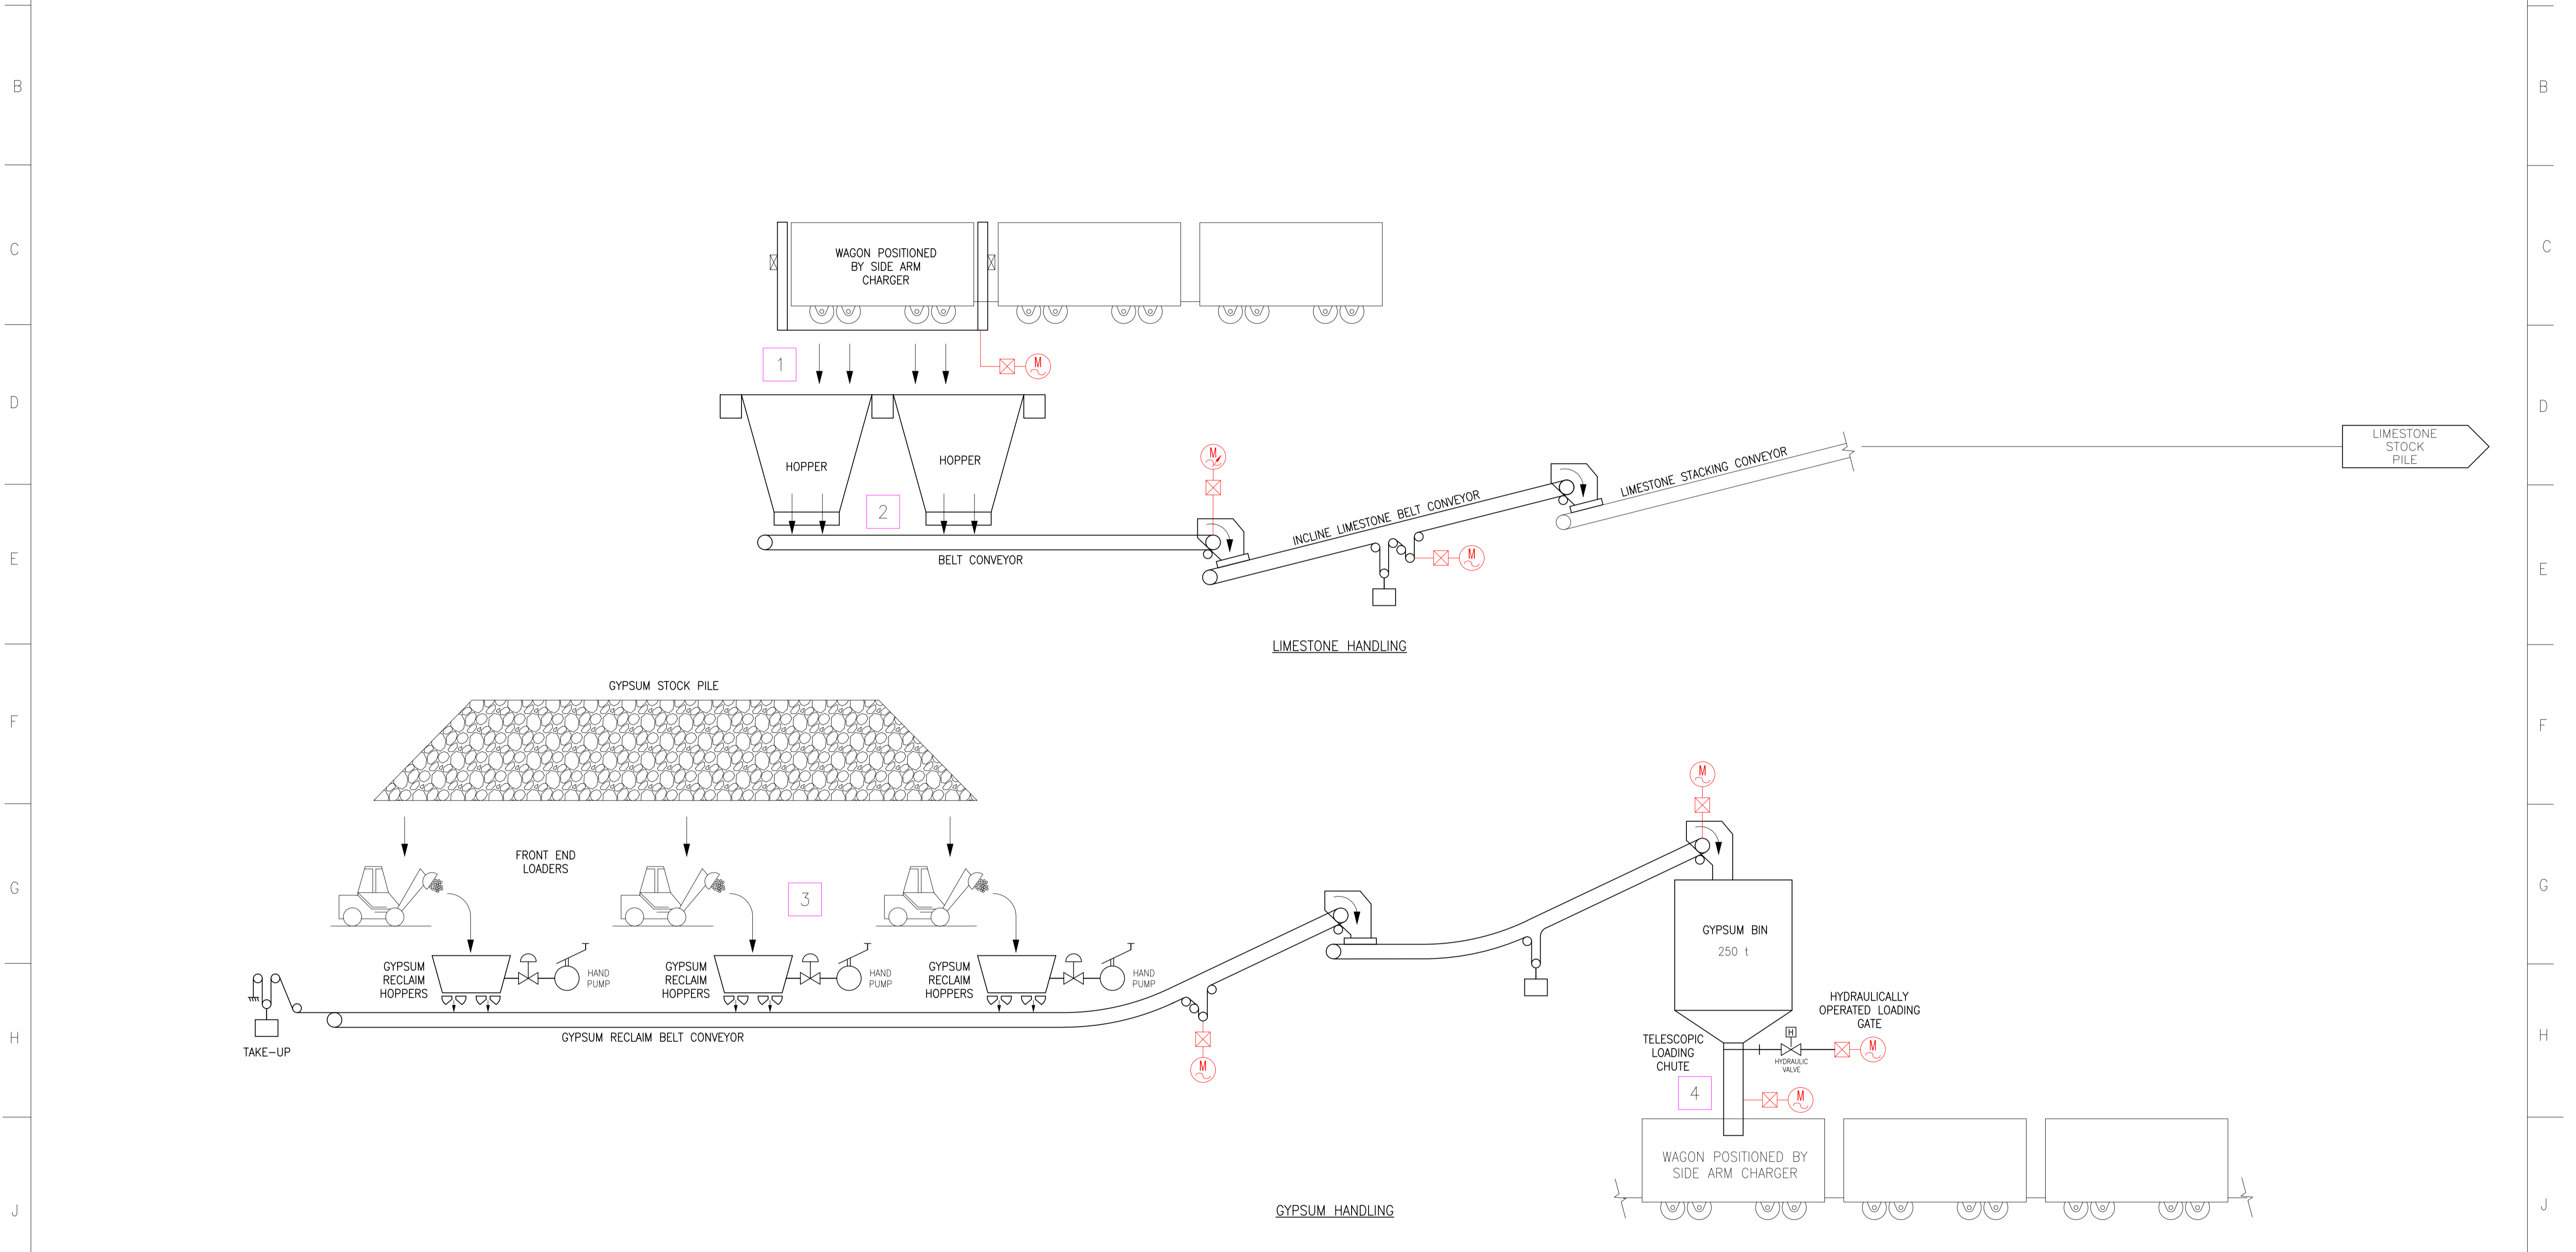 B
B
C
C
WAGON POSITIONED
BY SIDE ARM
CHARGER
1
M
D
D
HOPPER
HOPPER
M
LIMESTONE
STOCK
PILE
LIMESTONE STACKING CONVEYOR
INCLINE LIMESTONE BELT CONVEYOR
2
BELT CONVEYOR
M
E
E
LIMESTONE HANDLING
GYPSUM STOCK PILE
F
F
M
FRONT END
LOADERS
G
G
3
GYPSUM
RECLAIM
HOPPERS
HAND
PUMP
GYPSUM
RECLAIM
HOPPERS
HAND
PUMP
GYPSUM
RECLAIM
HOPPERS
HAND
PUMP
GYPSUM BIN
250 t
TAKE-UP
GYPSUM RECLAIM BELT CONVEYOR
M
HYDRAULICALLY
OPERATED LOADING
GATE
H
H
H
TELESCOPIC
LOADING
CHUTE
HYDRAULIC
VALVE
M
4
M
WAGON POSITIONED BY
SIDE ARM CHARGER
GYPSUM HANDLING
J
J